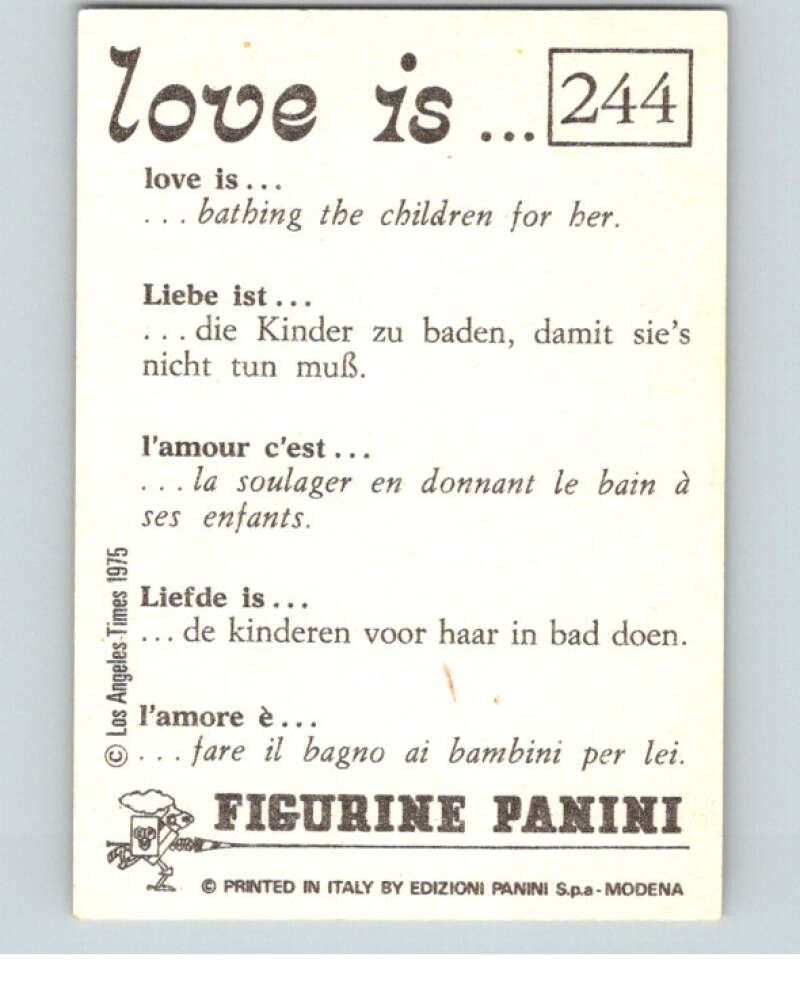 love is ... 244
love is...
...bathing the children for her.
Liebe ist...
...die Kinder zu baden, damit sie's
nicht tun muß.
l'amour c'est...
...la soulager en donnant le bain à
ses enfants.
Liefde is...
...de kinderen voor haar in bad doen.
l'amore è...
...fare il bagno ai bambini per lei.
© Los Angeles Times 1975
FIGURINE PANINI
© PRINTED IN ITALY BY EDIZIONI PANINI S.p.a - MODENA